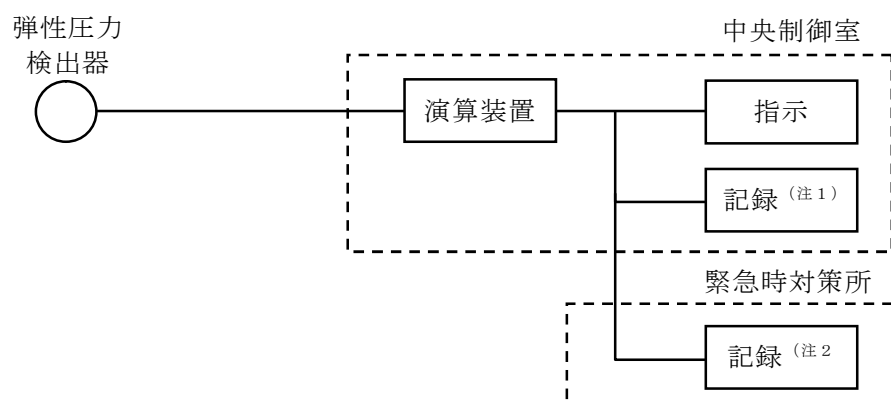 弾性圧力
検出器
中央制御室
演算装置
指示
記録（注１）
緊急時対策所
記録（注２